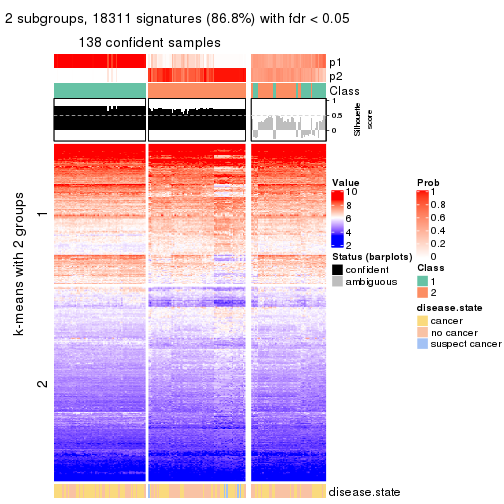 2 subgroups, 18311 signatures (86.8%) with fdr < 0.05
138 confident samples
p1
p2
Class
1
0.5
0
Silhouette
score
k-means with 2 groups
1
2
disease.state
Value
10
8
6
4
2
Status (barplots)
confident
ambiguous
Prob
1
0.8
0.6
0.4
0.2
0
Class
1
2
disease.state
cancer
no cancer
suspect cancer